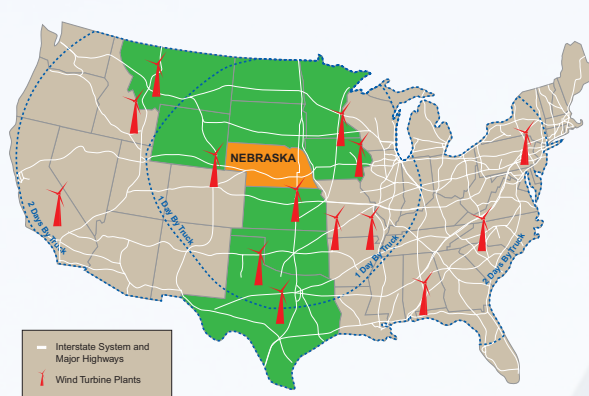 NEBRASKA
2 Days By Truck
1 Day By Truck
1 Day By Truck
2 Days By Truck
Interstate System and
Major Highways
Wind Turbine Plants